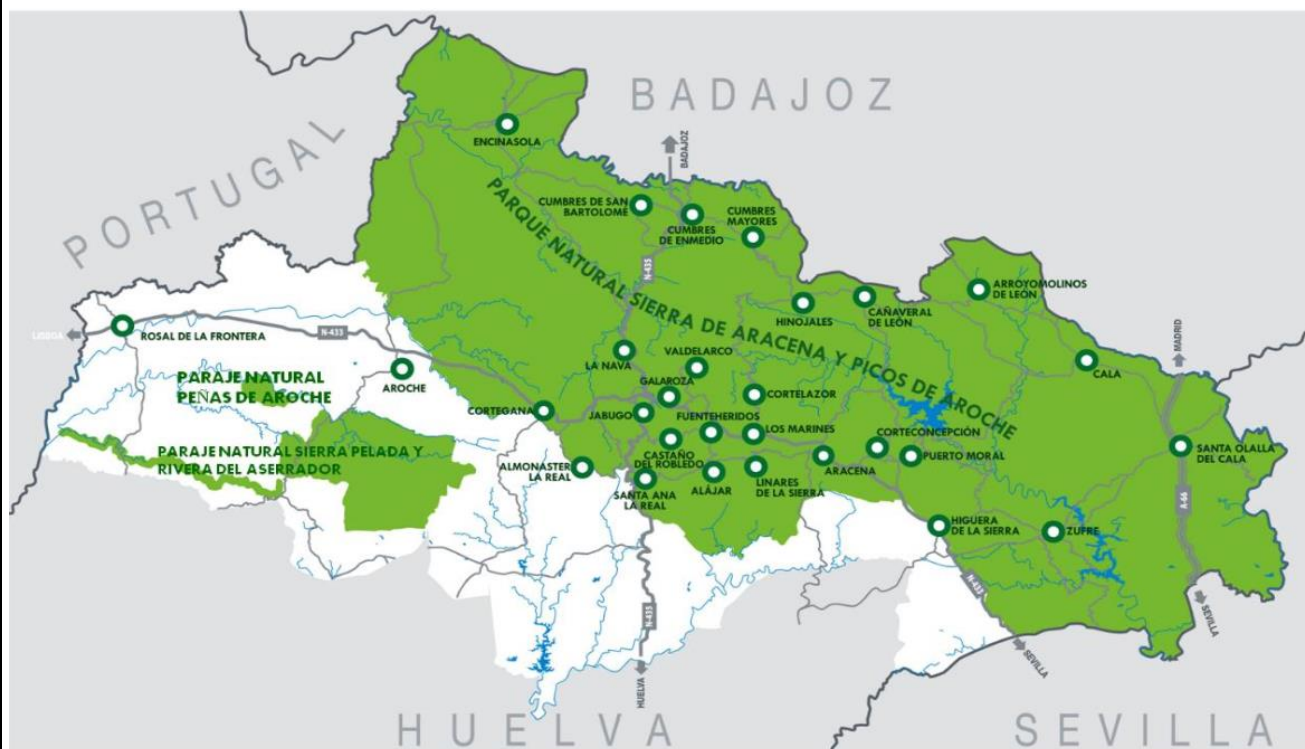 BADAJOZ
PORTUGAL
ENCINASOLA
BADAJOZ
CUMBRES DE SAN
BARTOLOMÉ
CUMBRES
DE ENMEDIO
CUMBRES
MAYORES
PARQUE NATURAL SIERRA DE ARACENA Y PICOS DE AROCHE
N-435
ARROYOMOLINOS
DE LEÓN
CAÑAVERAL
DE LEÓN
HINOJALES
LISBOA
ROSAL DE LA FRONTERA
N-433
MADRID
LA NAVA
VALDELARCO
CALA
PARAJE NATURAL
PEÑAS DE AROCHE
AROCHE
GALAROZA
CORTELAZOR
CORTEGANA
JABUGO
FUENTEHERIDOS
LOS MARINES
CORTECONCEPCIÓN
PUERTO MORAL
SANTA OLALLA
DEL CALA
PARAJE NATURAL SIERRA PELADA Y
RIVERA DEL ASERRADOR
ALMONASTER
LA REAL
CASTAÑO
DEL ROBLEDO
ARACENA
SANTA ANA
LA REAL
ALÁJAR
LINARES
DE LA SIERRA
A-66
HIGUERA
DE LA SIERRA
ZUFRE
N-435
N-433
SEVILLA
SEVILLA
HUELVA
HUELVA
SEVILLA